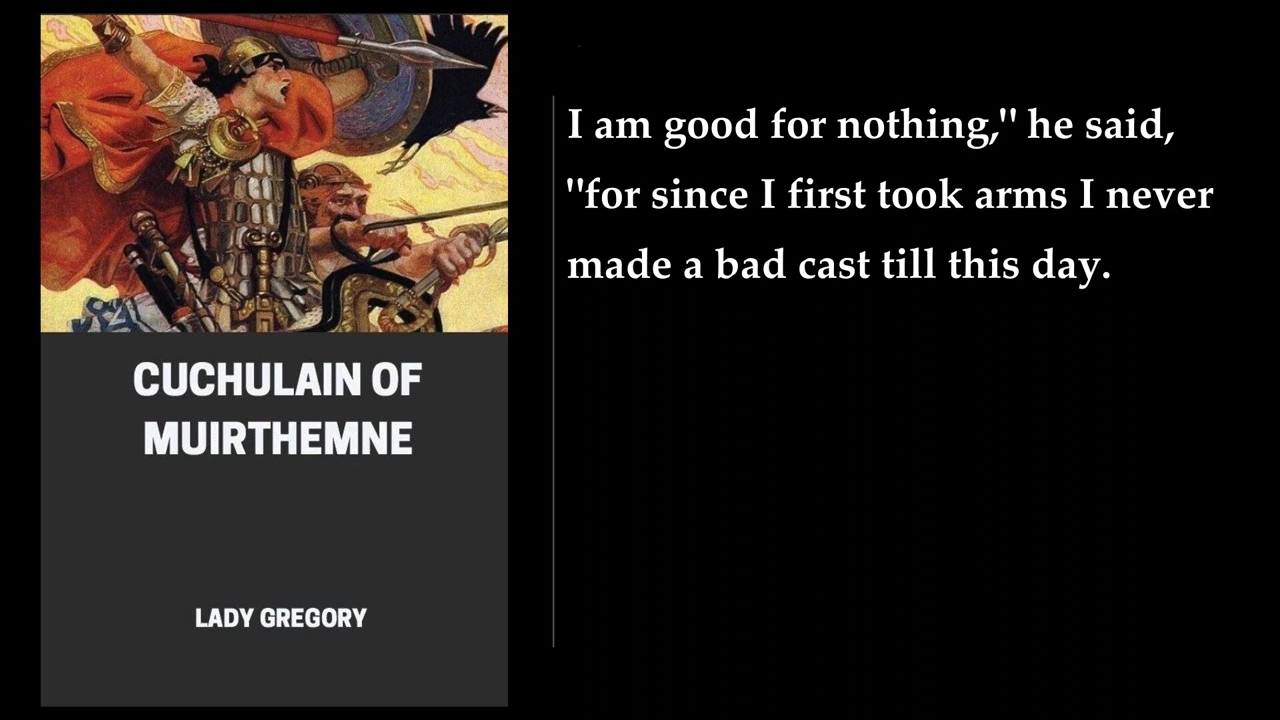 CUCHULAIN OF
MUIRTHEMNE
LADY GREGORY
I am good for nothing," he said,
"for since I first took arms I never
made a bad cast till this day.